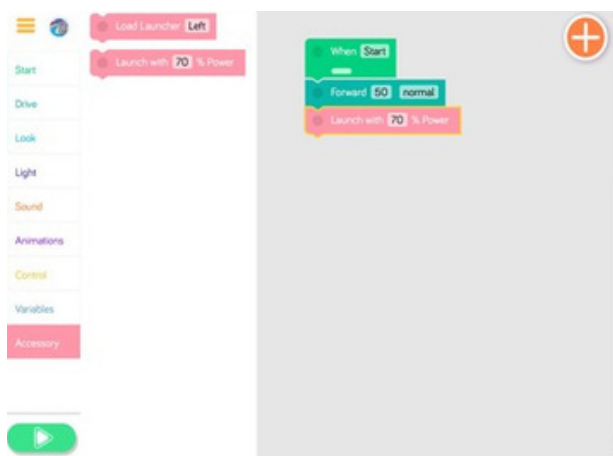 Load Launcher Left
Launch with 70 % Power
Start
Drive
Look
Light
Sound
Animations
Control
Variables
Accessory
When Start
Forward 50 normal
Launch with 70 % Power